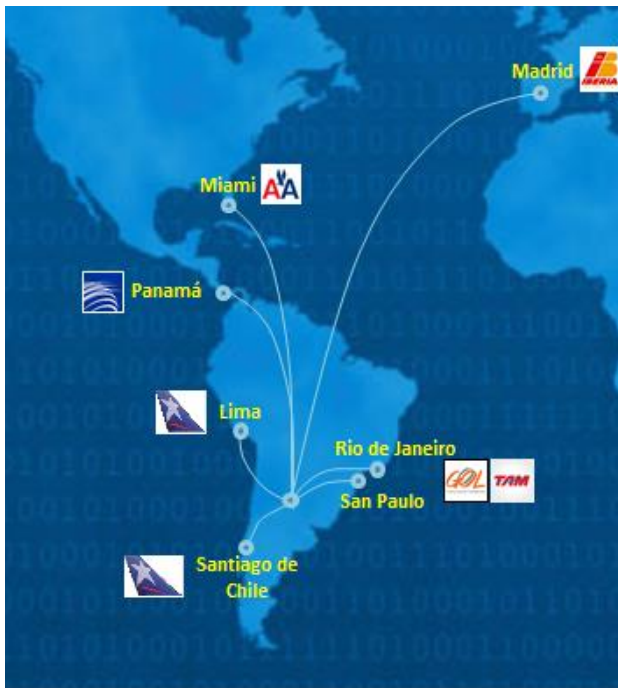 Madrid
IBERIA
Miami
AA
Panamá
Lima
Rio de Janeiro
GOL
TAM
San Paulo
Santiago de
Chile